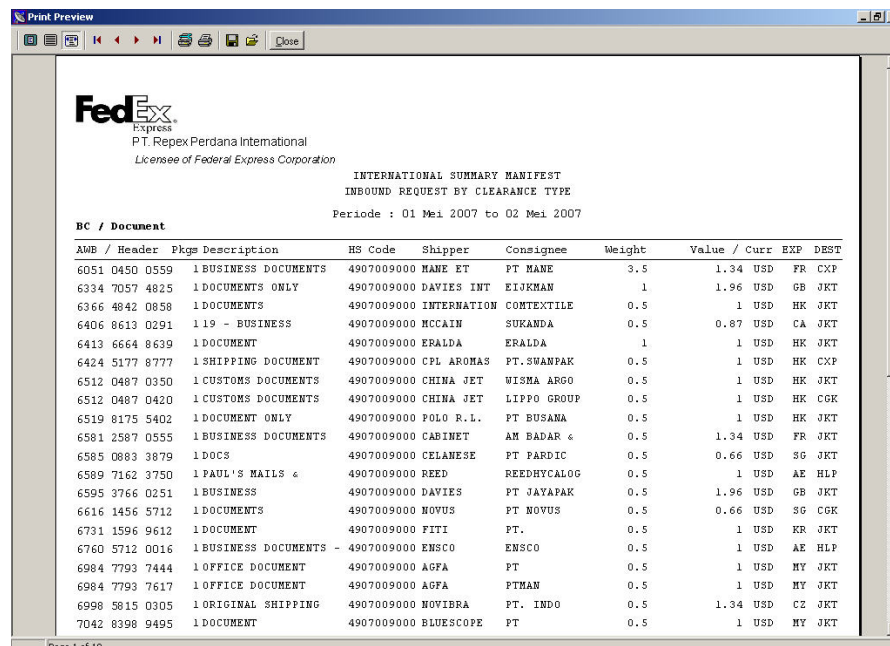 Print Preview
Close
FedEx.
Express
PT. Repex Perdana International
Licensee of Federal Express Corporation
INTERNATIONAL SUMMARY MANIFEST
INBOUND REQUEST BY CLEARANCE TYPE
Periode : 01 Mei 2007 to 02 Mei 2007
BC / Document
AWB / Header Pkgs Description HS Code Shipper Consignee Weight Value / Curr EXP DEST
6051 0450 0559 1 BUSINESS DOCUMENTS 4907009000 MANE ET PT MANE 3.5 1.34 USD FR CXP
6334 7057 4825 1 DOCUMENTS ONLY 4907009000 DAVIES INT EIJKMAN 1 1.96 USD GB JKT
6366 4842 0858 1 DOCUMENTS 4907009000 INTERNATION COMTEXTILE 0.5 1 USD HK JKT
6406 8613 0291 1 19 - BUSINESS 4907009000 MCCAIN SUKANDA 0.5 0.87 USD CA JKT
6413 6664 8639 1 DOCUMENT 4907009000 ERALDA ERALDA 1 1 USD HK JKT
6424 5177 8777 1 SHIPPING DOCUMENT 4907009000 CPL AROMAS PT.SWANPAK 0.5 1 USD HK CXP
6512 0487 0350 1 CUSTOMS DOCUMENTS 4907009000 CHINA JET WISMA ARGO 0.5 1 USD HK JKT
6512 0487 0420 1 CUSTOMS DOCUMENTS 4907009000 CHINA JET LIPPO GROUP 0.5 1 USD HK CGK
6519 8175 5402 1 DOCUMENT ONLY 4907009000 POLO R.L. PT BUSANA 0.5 1 USD HK JKT
6581 2587 0555 1 BUSINESS DOCUMENTS 4907009000 CABINET AM BADAR & 0.5 1.34 USD FR JKT
6585 0883 3879 1 DOCS 4907009000 CELANESE PT PARDIC 0.5 0.66 USD SG JKT
6589 7162 3750 1 PAUL'S MAILS & 4907009000 REED REEDHYCALOG 0.5 1 USD AE HLP
6595 3766 0251 1 BUSINESS 4907009000 DAVIES PT JAYAPAK 0.5 1.96 USD GB JKT
6616 1456 5712 1 DOCUMENTS 4907009000 NOVUS PT NOVUS 0.5 0.66 USD SG CGK
6731 1596 9612 1 DOCUMENT 4907009000 FITI PT. 0.5 1 USD KR JKT
6760 5712 0016 1 BUSINESS DOCUMENTS - 4907009000 ENSCO ENSCO 0.5 1 USD AE HLP
6984 7793 7444 1 OFFICE DOCUMENT 4907009000 AGFA PT 0.5 1 USD MY JKT
6984 7793 7617 1 OFFICE DOCUMENT 4907009000 AGFA PTMAN 0.5 1 USD MY JKT
6998 5815 0305 1 ORIGINAL SHIPPING 4907009000 NOVIBRA PT. INDO 0.5 1.34 USD CZ JKT
7042 8398 9495 1 DOCUMENT 4907009000 BLUESCOPE PT 0.5 1 USD MY JKT